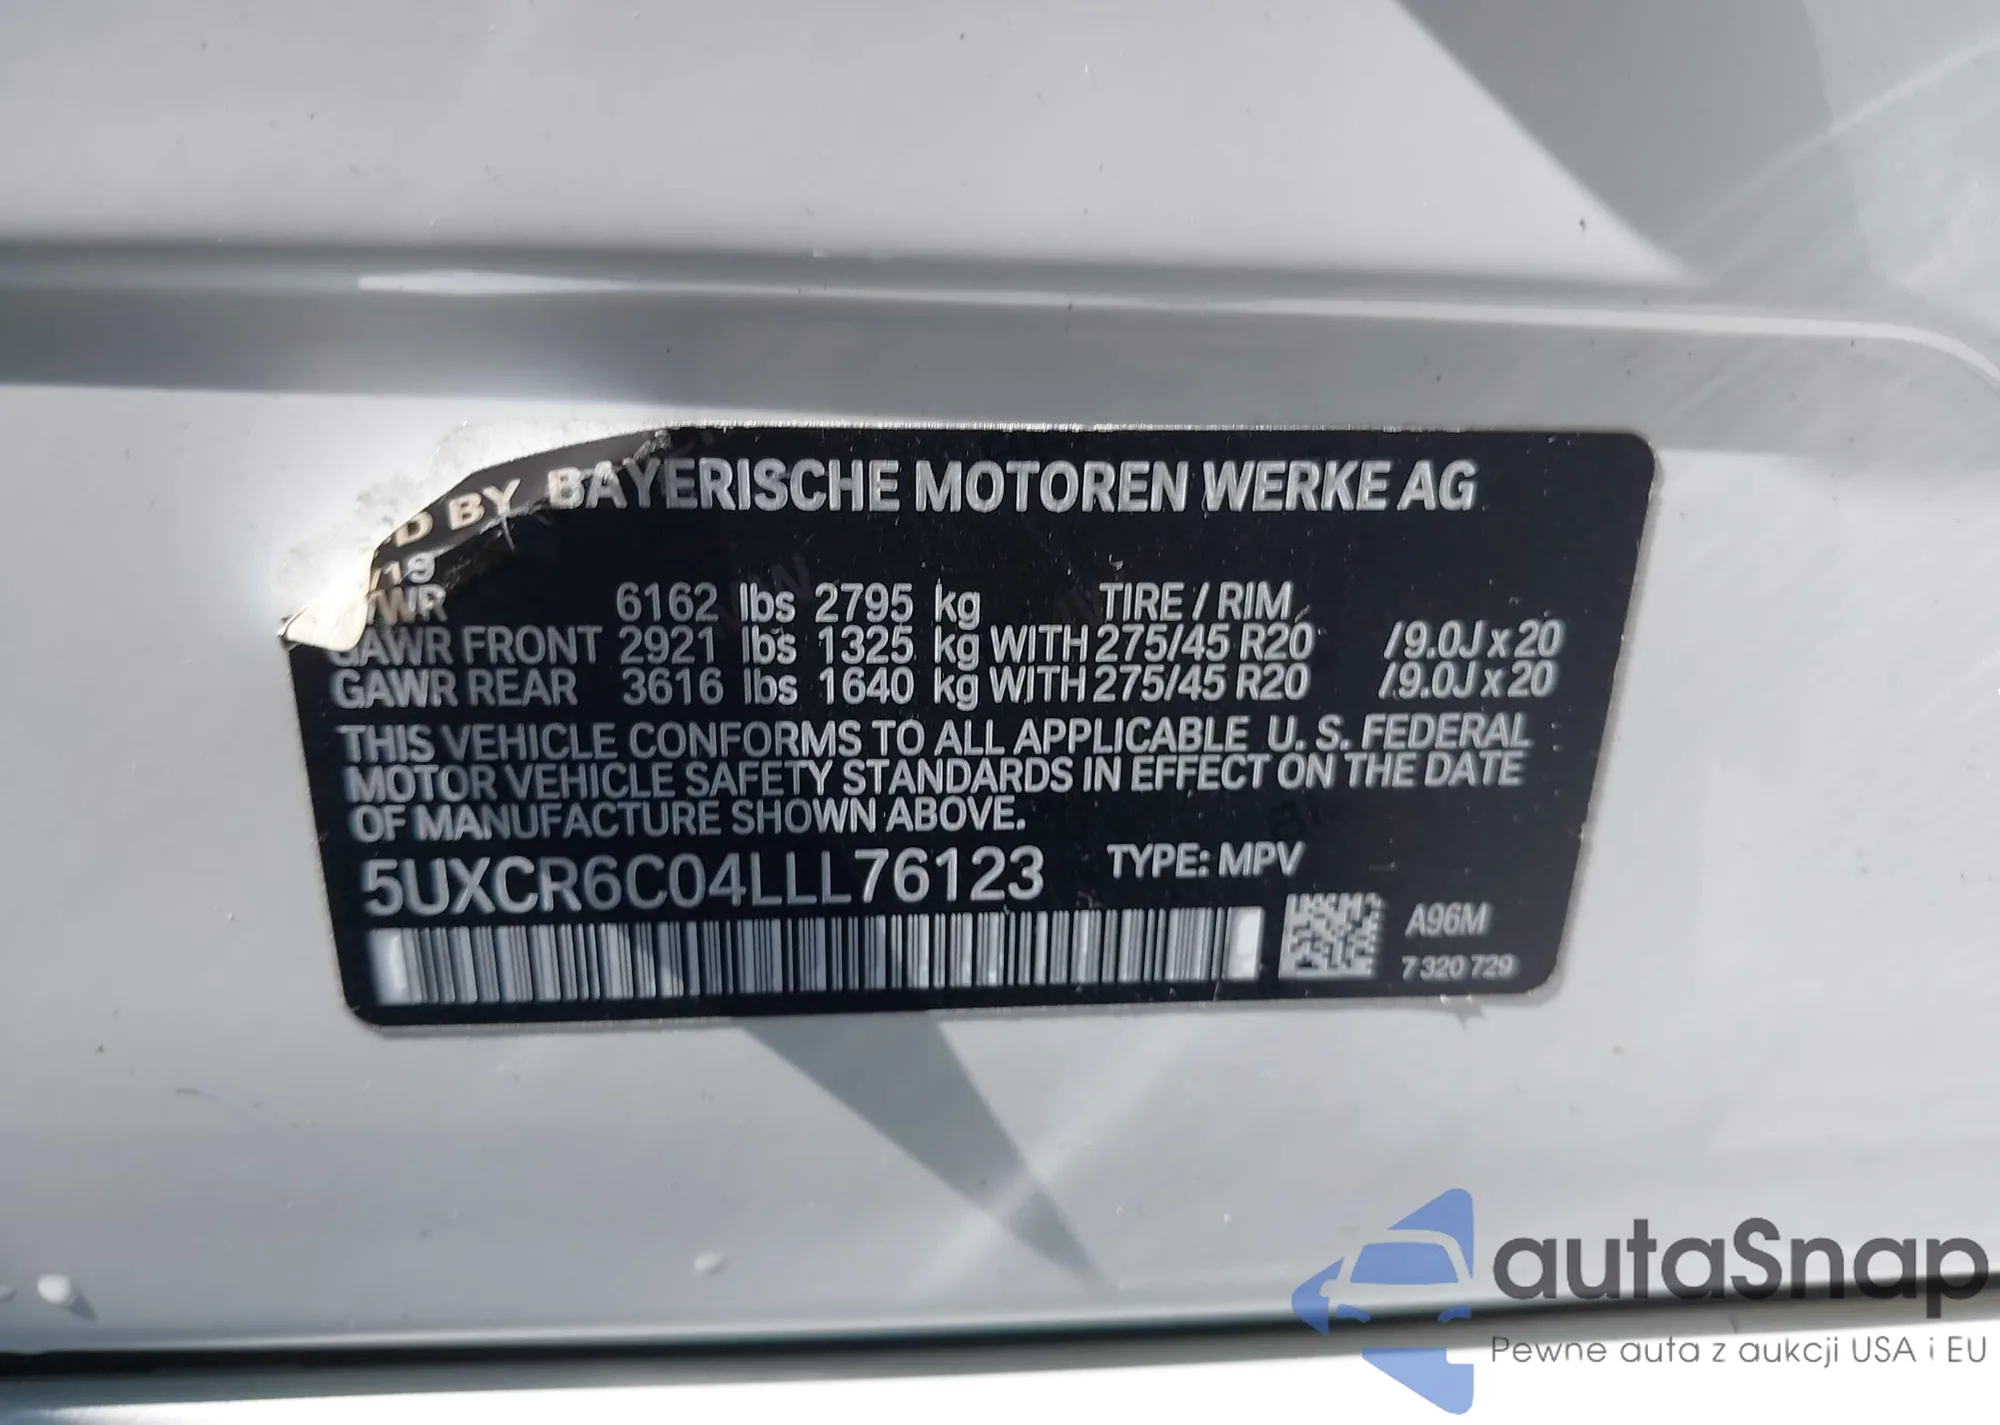 D BY BAYERISCHE MOTOREN WERKE AG
/19
WR 6162 lbs 2795 kg TIRE / RIM
GAWR FRONT 2921 lbs 1325 kg WITH 275/45 R20 /9.0J x 20
GAWR REAR 3616 lbs 1640 kg WITH 275/45 R20 /9.0J x 20
THIS VEHICLE CONFORMS TO ALL APPLICABLE U. S. FEDERAL
MOTOR VEHICLE SAFETY STANDARDS IN EFFECT ON THE DATE
OF MANUFACTURE SHOWN ABOVE.
5UXCR6C04LLL76123 TYPE: MPV
A96M
7 320 729
autaSnap
Pewne auta z aukcji USA i EU